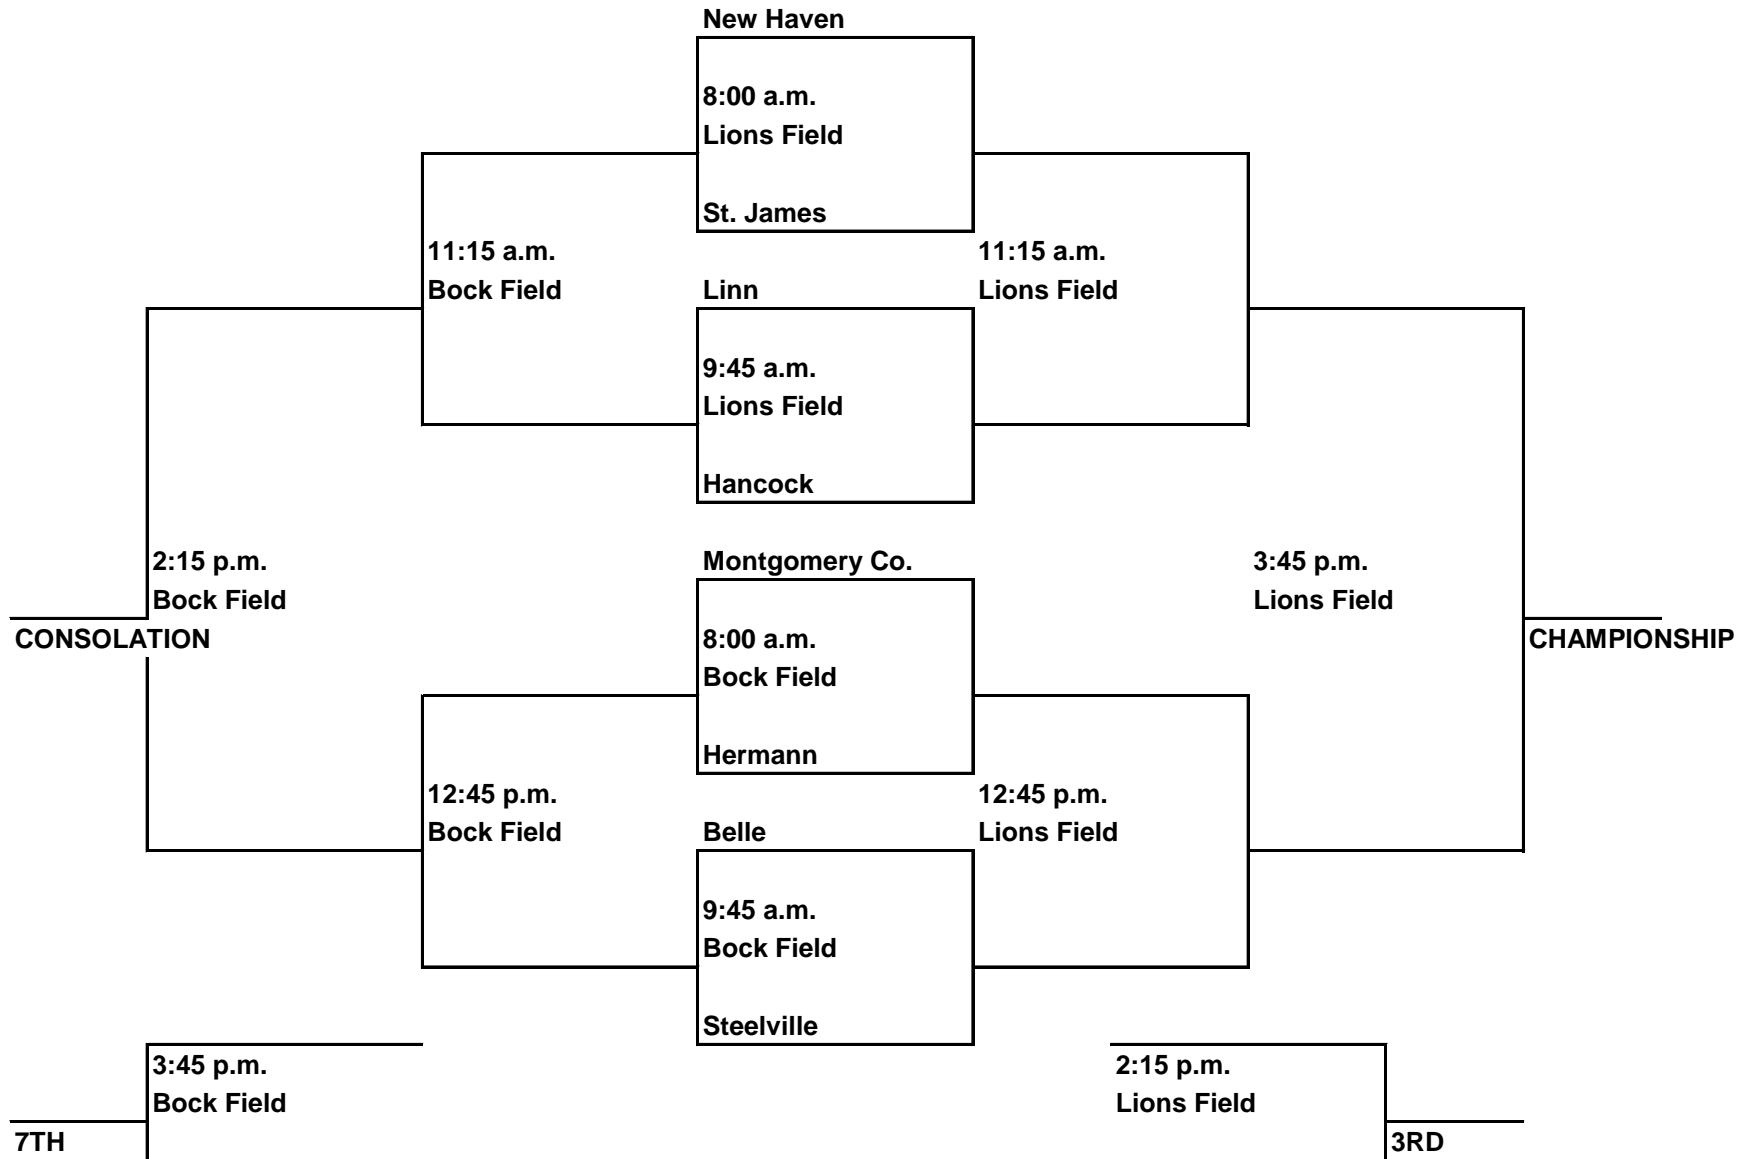 New Haven
8:00 a.m.
Lions Field
St. James
11:15 a.m.
Bock Field
11:15 a.m.
Lions Field
Linn
9:45 a.m.
Lions Field
Hancock
2:15 p.m.
Bock Field
CONSOLATION
Montgomery Co.
8:00 a.m.
Bock Field
Hermann
3:45 p.m.
Lions Field
CHAMPIONSHIP
12:45 p.m.
Bock Field
12:45 p.m.
Lions Field
Belle
9:45 a.m.
Bock Field
Steelville
3:45 p.m.
Bock Field
7TH
2:15 p.m.
Lions Field
3RD